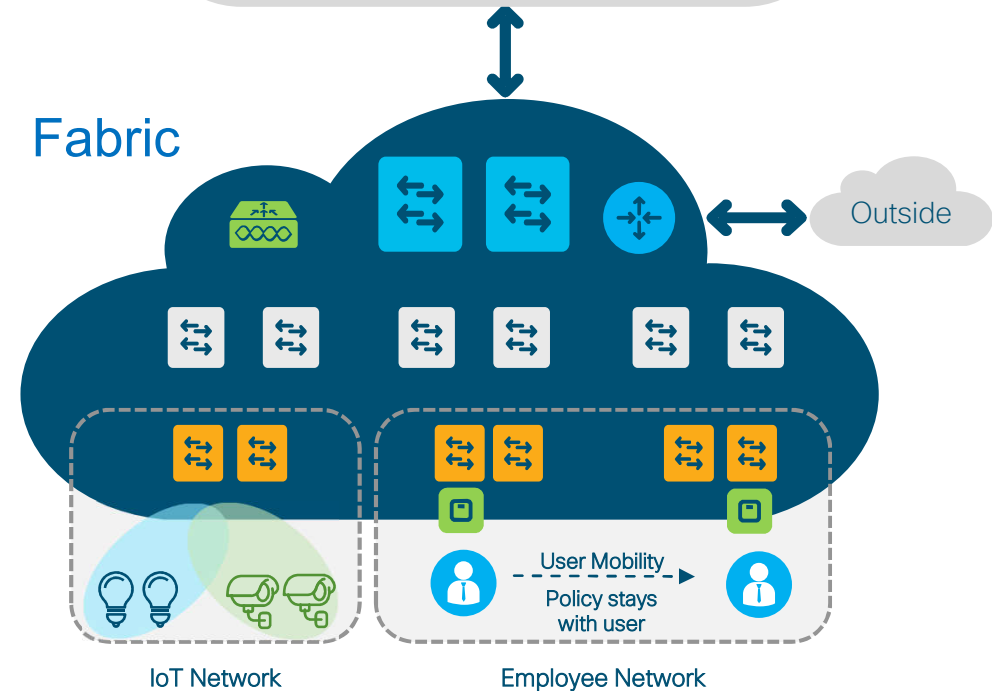 Fabric
Outside
User Mobility
Policy stays
with user
IoT Network
Employee Network